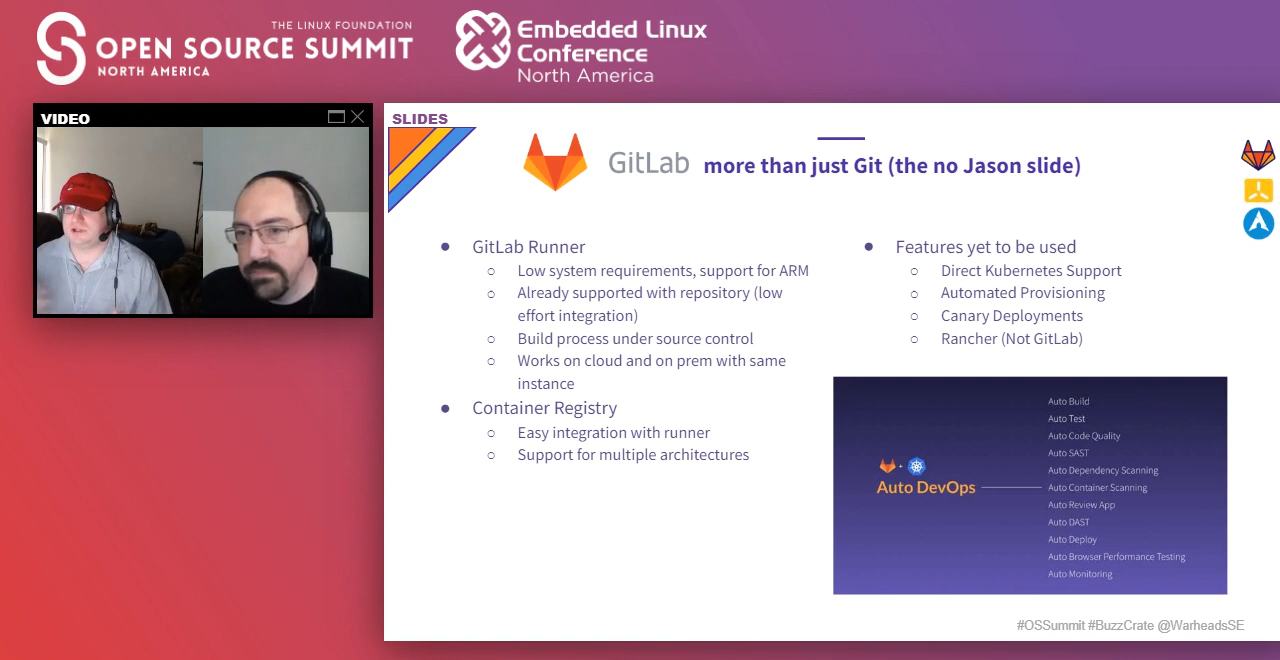 THE LINUX FOUNDATION
OPEN SOURCE SUMMIT
NORTH AMERICA
Embedded Linux
Conference
North America
VIDEO
SLIDES
GitLab more than just Git (the no Jason slide)
● GitLab Runner
○ Low system requirements, support for ARM
○ Already supported with repository (low
effort integration)
○ Build process under source control
○ Works on cloud and on prem with same
instance
● Container Registry
○ Easy integration with runner
○ Support for multiple architectures
● Features yet to be used
○ Direct Kubernetes Support
○ Automated Provisioning
○ Canary Deployments
○ Rancher (Not GitLab)
+
Auto DevOps
Auto Build
Auto Test
Auto Code Quality
Auto SAST
Auto Dependency Scanning
Auto Container Scanning
Auto Review App
Auto DAST
Auto Deploy
Auto Browser Performance Testing
Auto Monitoring
#OSSummit #BuzzCrate @WarheadsSE